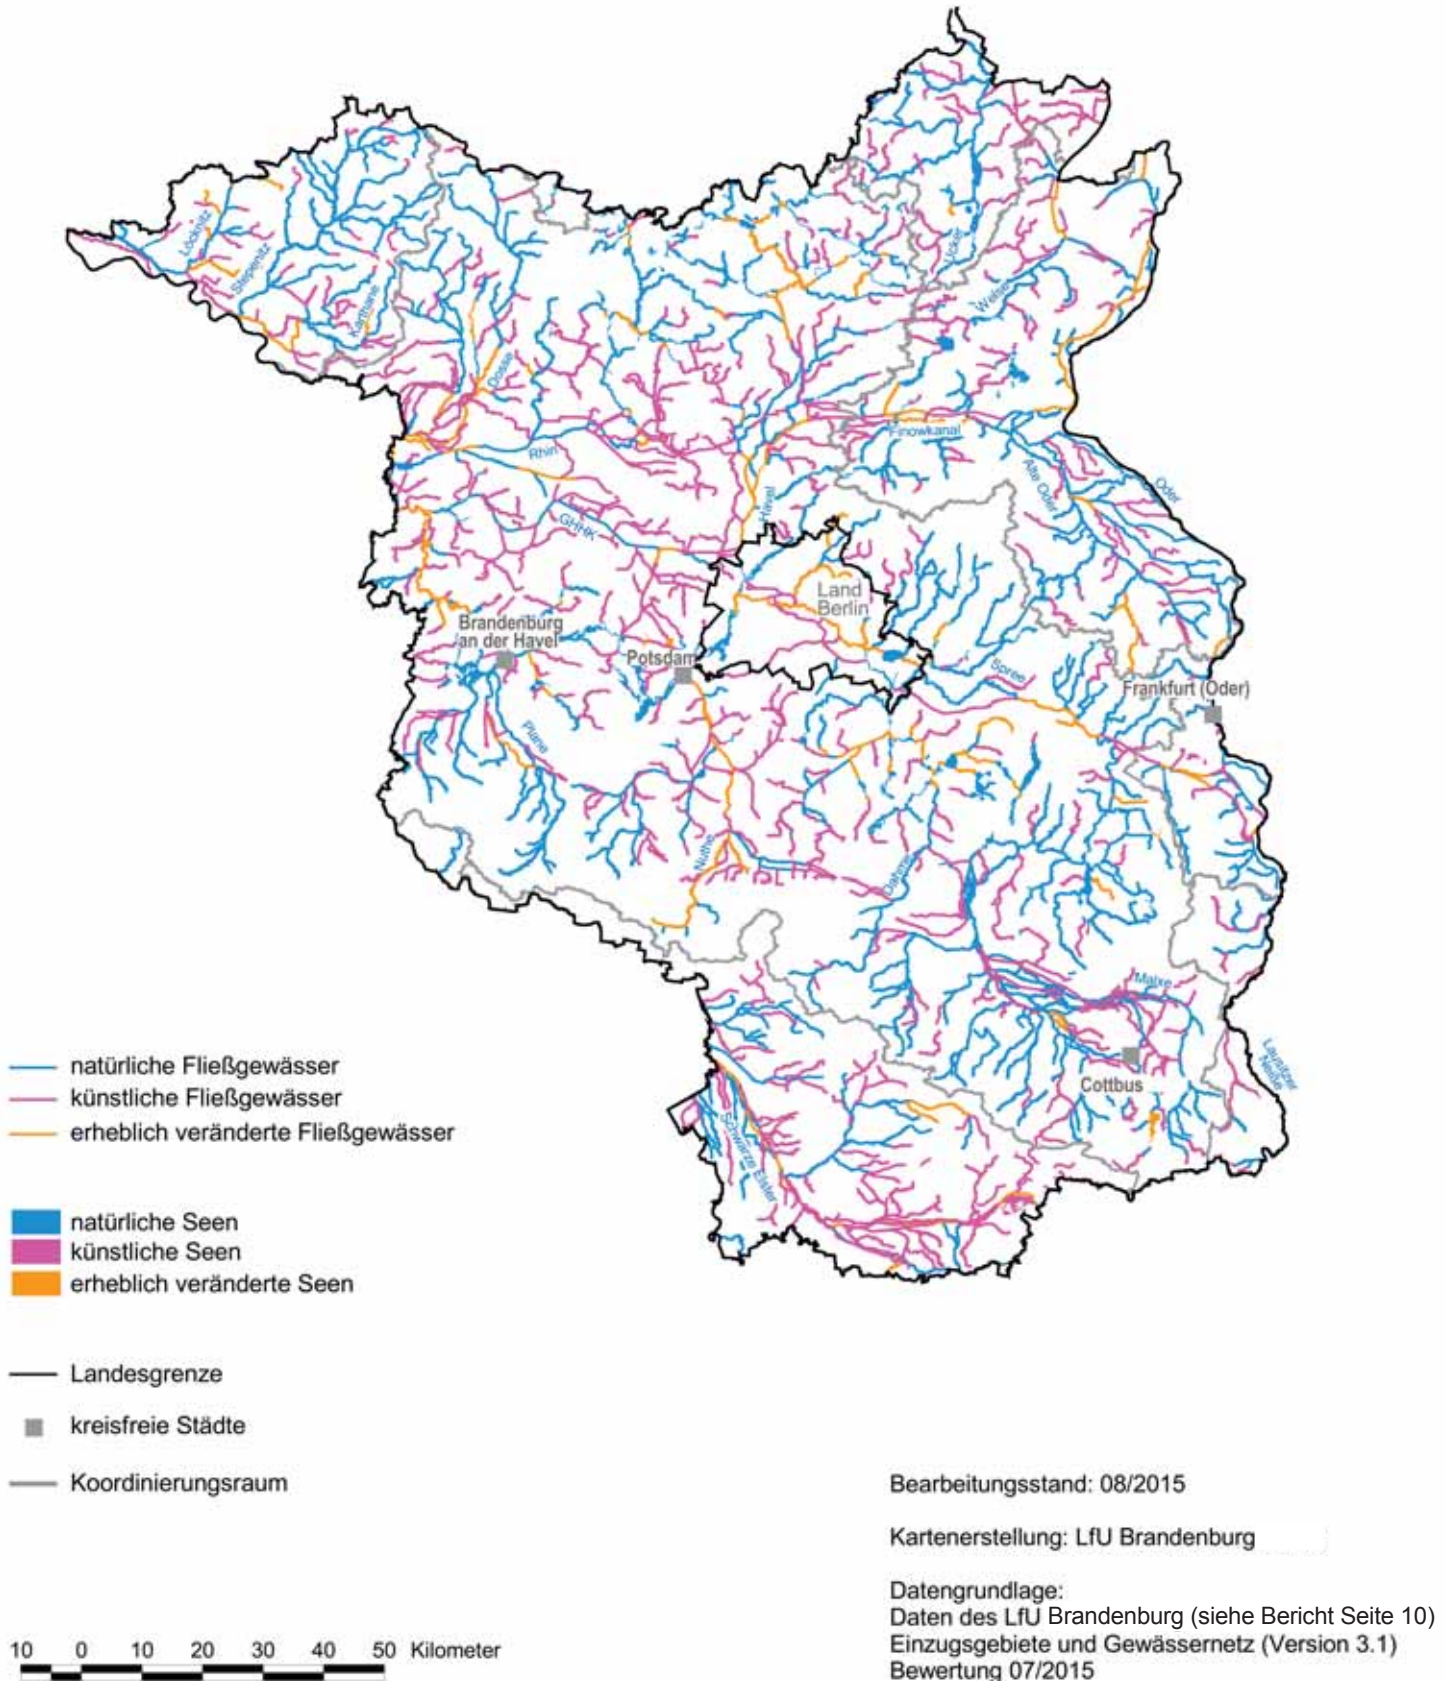 Löcknitz
Stepenitz
Karthane
Dosse
Ucker
Welse
Rhin
Finowkanal
Alte Oder
Oder
Havel
GHHK
Land
Berlin
Brandenburg
an der Havel
Potsdam
Spree
Frankfurt (Oder)
Plane
Nuthe
Dahme
Malxe
Cottbus
Lausitzer
Neiße
Schwarze Elster
natürliche Fließgewässer
künstliche Fließgewässer
erheblich veränderte Fließgewässer
natürliche Seen
künstliche Seen
erheblich veränderte Seen
Landesgrenze
kreisfreie Städte
Koordinierungsraum
Bearbeitungsstand: 08/2015
Kartenerstellung: LfU Brandenburg
Datengrundlage:
Daten des LfU Brandenburg (siehe Bericht Seite 10)
Einzugsgebiete und Gewässernetz (Version 3.1)
Bewertung 07/2015
10 0 10 20 30 40 50 Kilometer